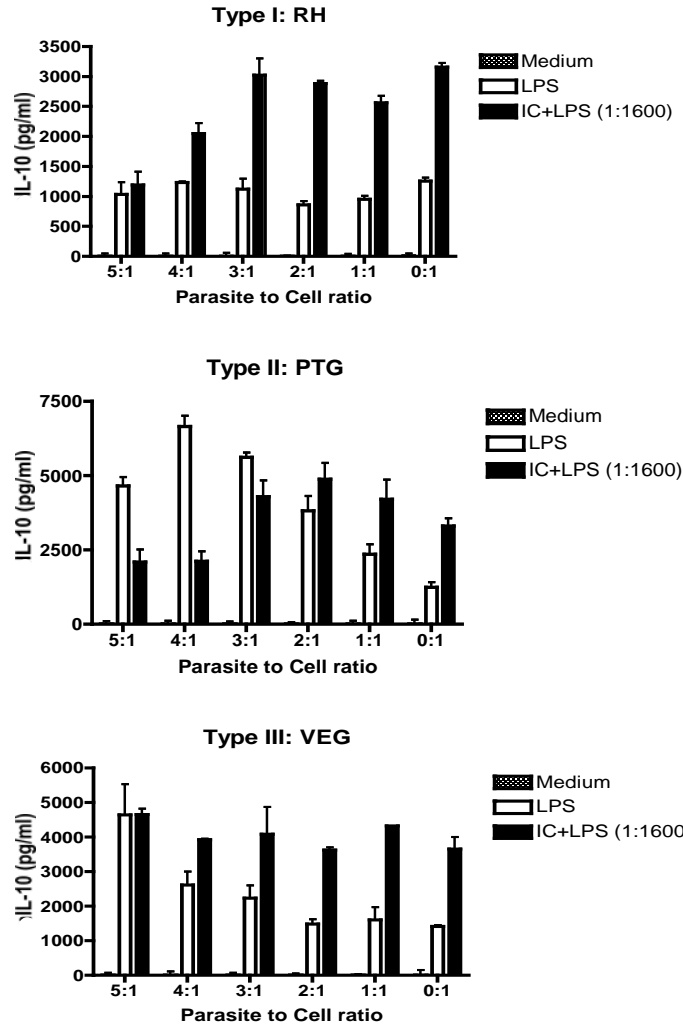 Type I: RH
3500
3000
2500
2000
1500
1000
500
0
IL-10 (pg/ml)
5:1 4:1 3:1 2:1 1:1 0:1
Parasite to Cell ratio
Medium
LPS
IC+LPS (1:1600)
Type II: PTG
7500
5000
2500
0
IL-10 (pg/ml)
5:1 4:1 3:1 2:1 1:1 0:1
Parasite to Cell ratio
Medium
LPS
IC+LPS (1:1600)
Type III: VEG
6000
5000
4000
3000
2000
1000
0
IL-10 (pg/ml)
5:1 4:1 3:1 2:1 1:1 0:1
Parasite to Cell ratio
Medium
LPS
IC+LPS (1:1600